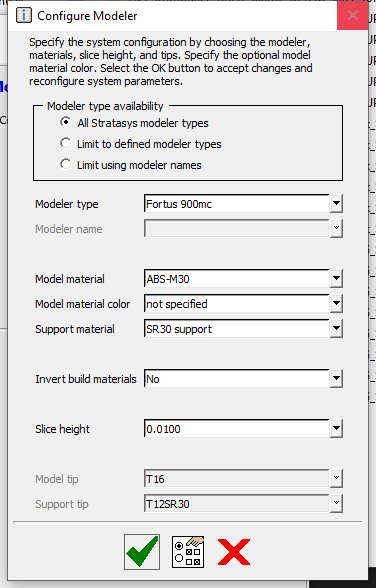 Configure Modeler
Specify the system configuration by choosing the modeler,
materials, slice height, and tips. Specify the optional model
material color. Select the OK button to accept changes and
reconfigure system parameters.
Modeler type availability
All Stratasys modeler types
Limit to defined modeler types
Limit using modeler names
Modeler type Fortus 900mc
Modeler name
Model material ABS-M30
Model material color not specified
Support material SR30 support
Invert build materials No
Slice height 0.0100
Model tip T16
Support tip T12SR30